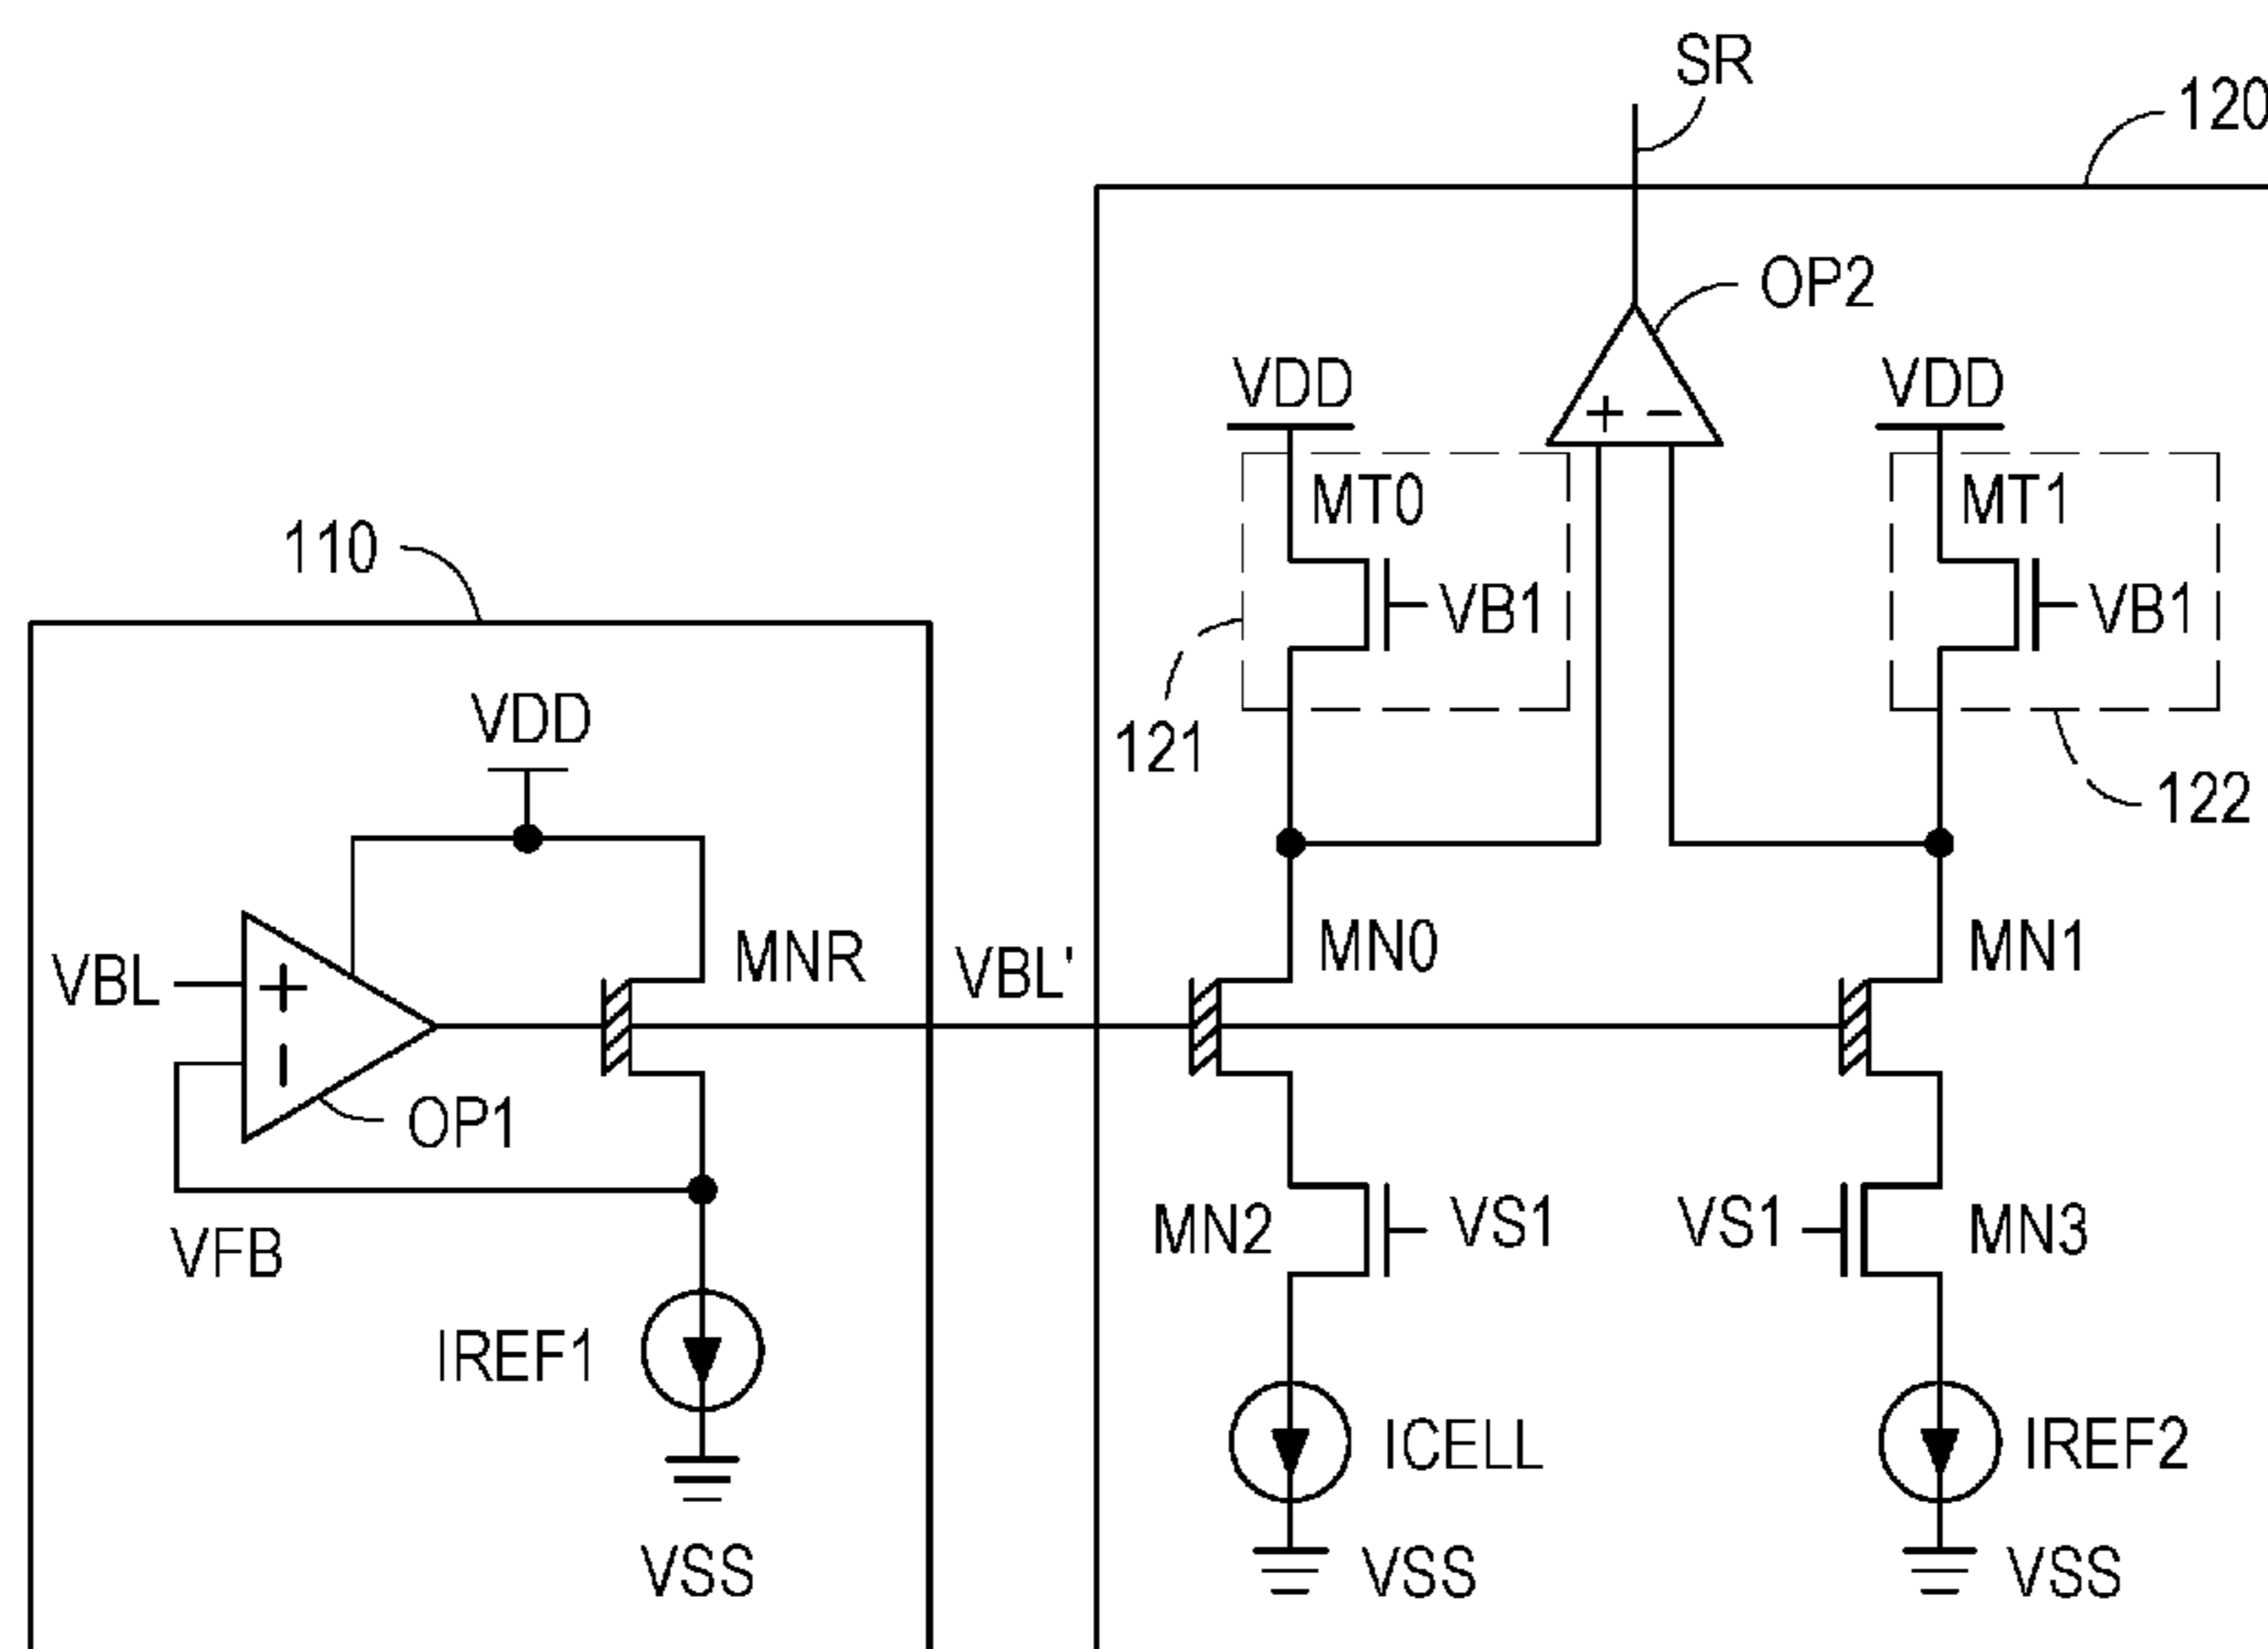 SR
120
OP2
VDD
VDD
+ −
MT0
MT1
110
VB1
VB1
VDD
121
122
MNR
MN0
MN1
VBL
+
VBL'
−
OP1
MN2
VS1
VS1
MN3
VFB
IREF1
ICELL
IREF2
VSS
VSS
VSS